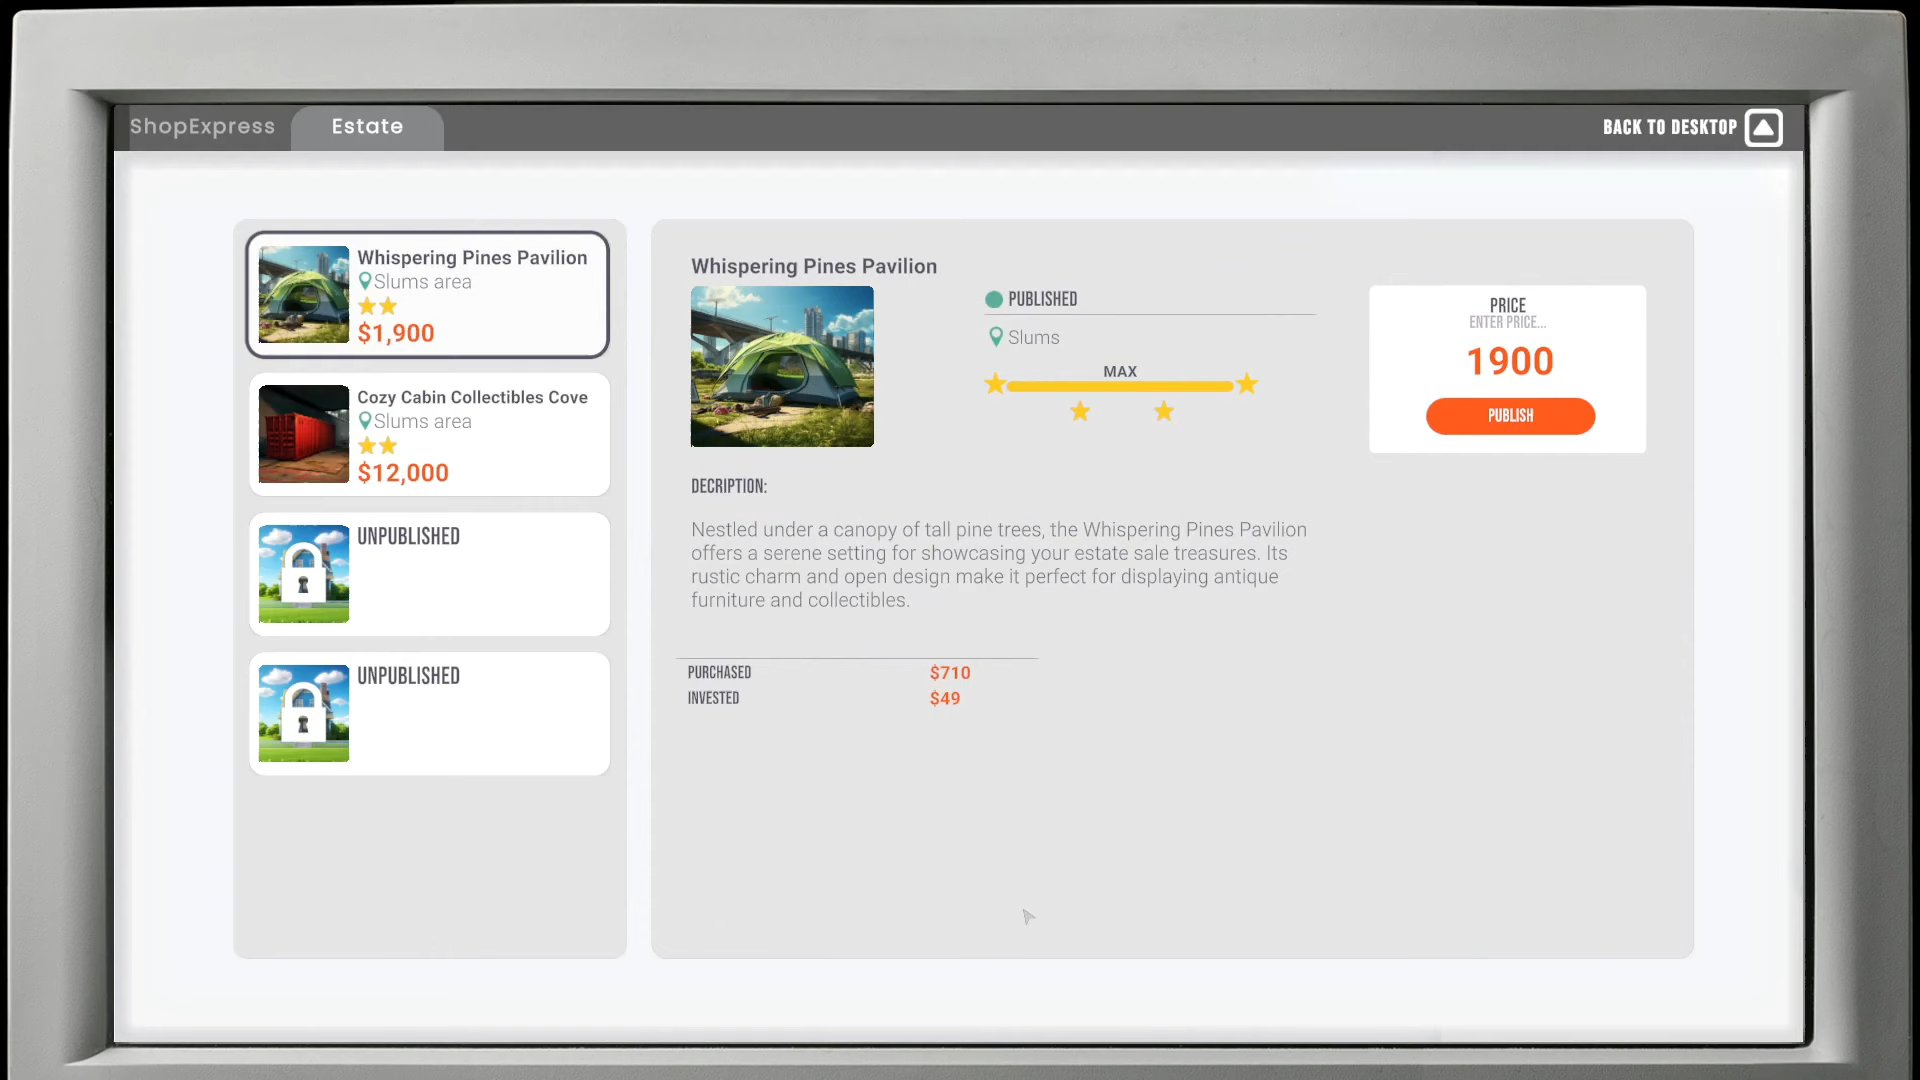 ShopExpress
Estate
BACK TO DESKTOP
Whispering Pines Pavilion
Slums area
$1,900
Cozy Cabin Collectibles Cove
Slums area
$12,000
UNPUBLISHED
UNPUBLISHED
Whispering Pines Pavilion
PUBLISHED
Slums
MAX
DECRIPTION:
Nestled under a canopy of tall pine trees, the Whispering Pines Pavilion
offers a serene setting for showcasing your estate sale treasures. Its
rustic charm and open design make it perfect for displaying antique
furniture and collectibles.
PURCHASED $710
INVESTED $49
PRICE
ENTER PRICE...
1900
PUBLISH